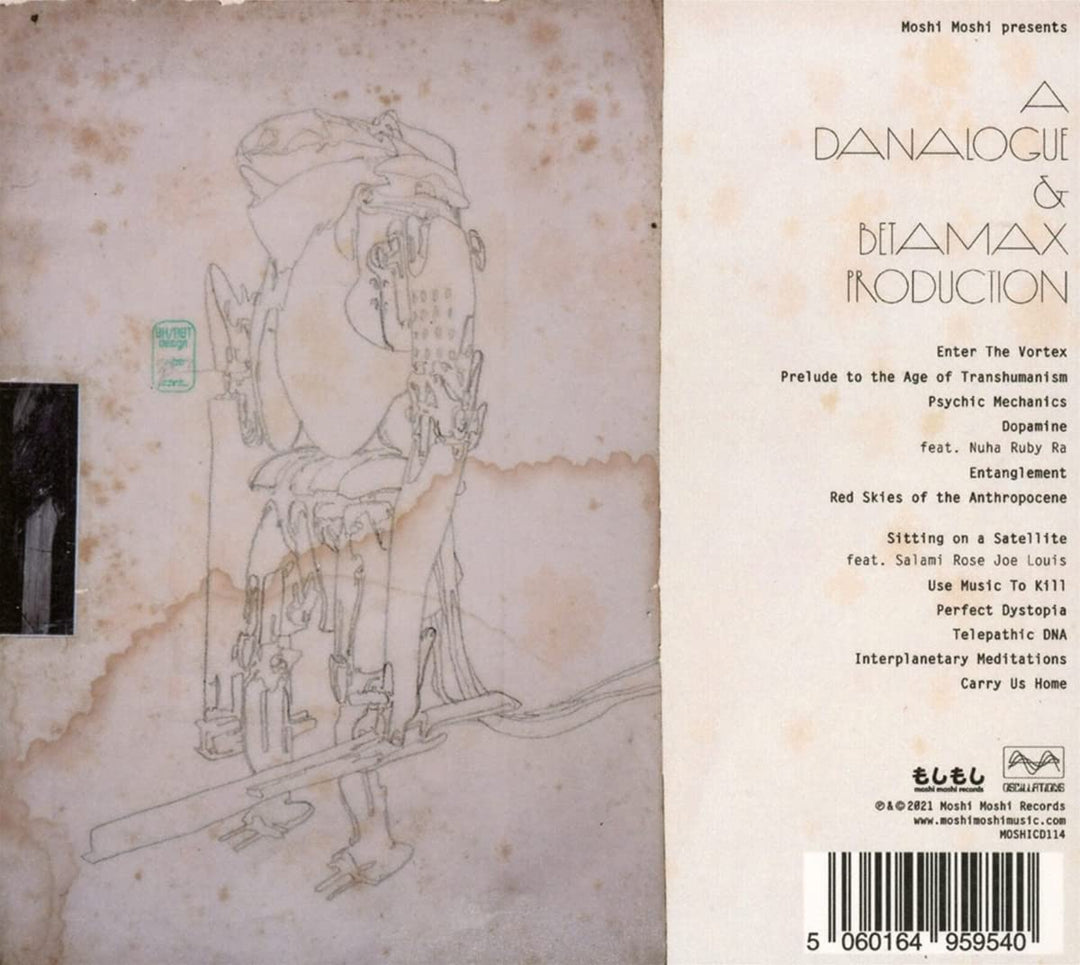 Moshi Moshi presents
A
DANALOGUE
&
BETAMAX
PRODUCTION
BH/RBT
Design
Enter The Vortex
Prelude to the Age of Transhumanism
Psychic Mechanics
Dopamine
feat. Nuha Ruby Ra
Entanglement
Red Skies of the Anthropocene
Sitting on a Satellite
feat. Salami Rose Joe Louis
Use Music To Kill
Perfect Dystopia
Telepathic DNA
Interplanetary Meditations
Carry Us Home
もしもし
moshi moshi records
OSCILLATIONS
℗&©2021 Moshi Moshi Records
www.moshimoshimusic.com
MOSHICD114
5 060164 959540